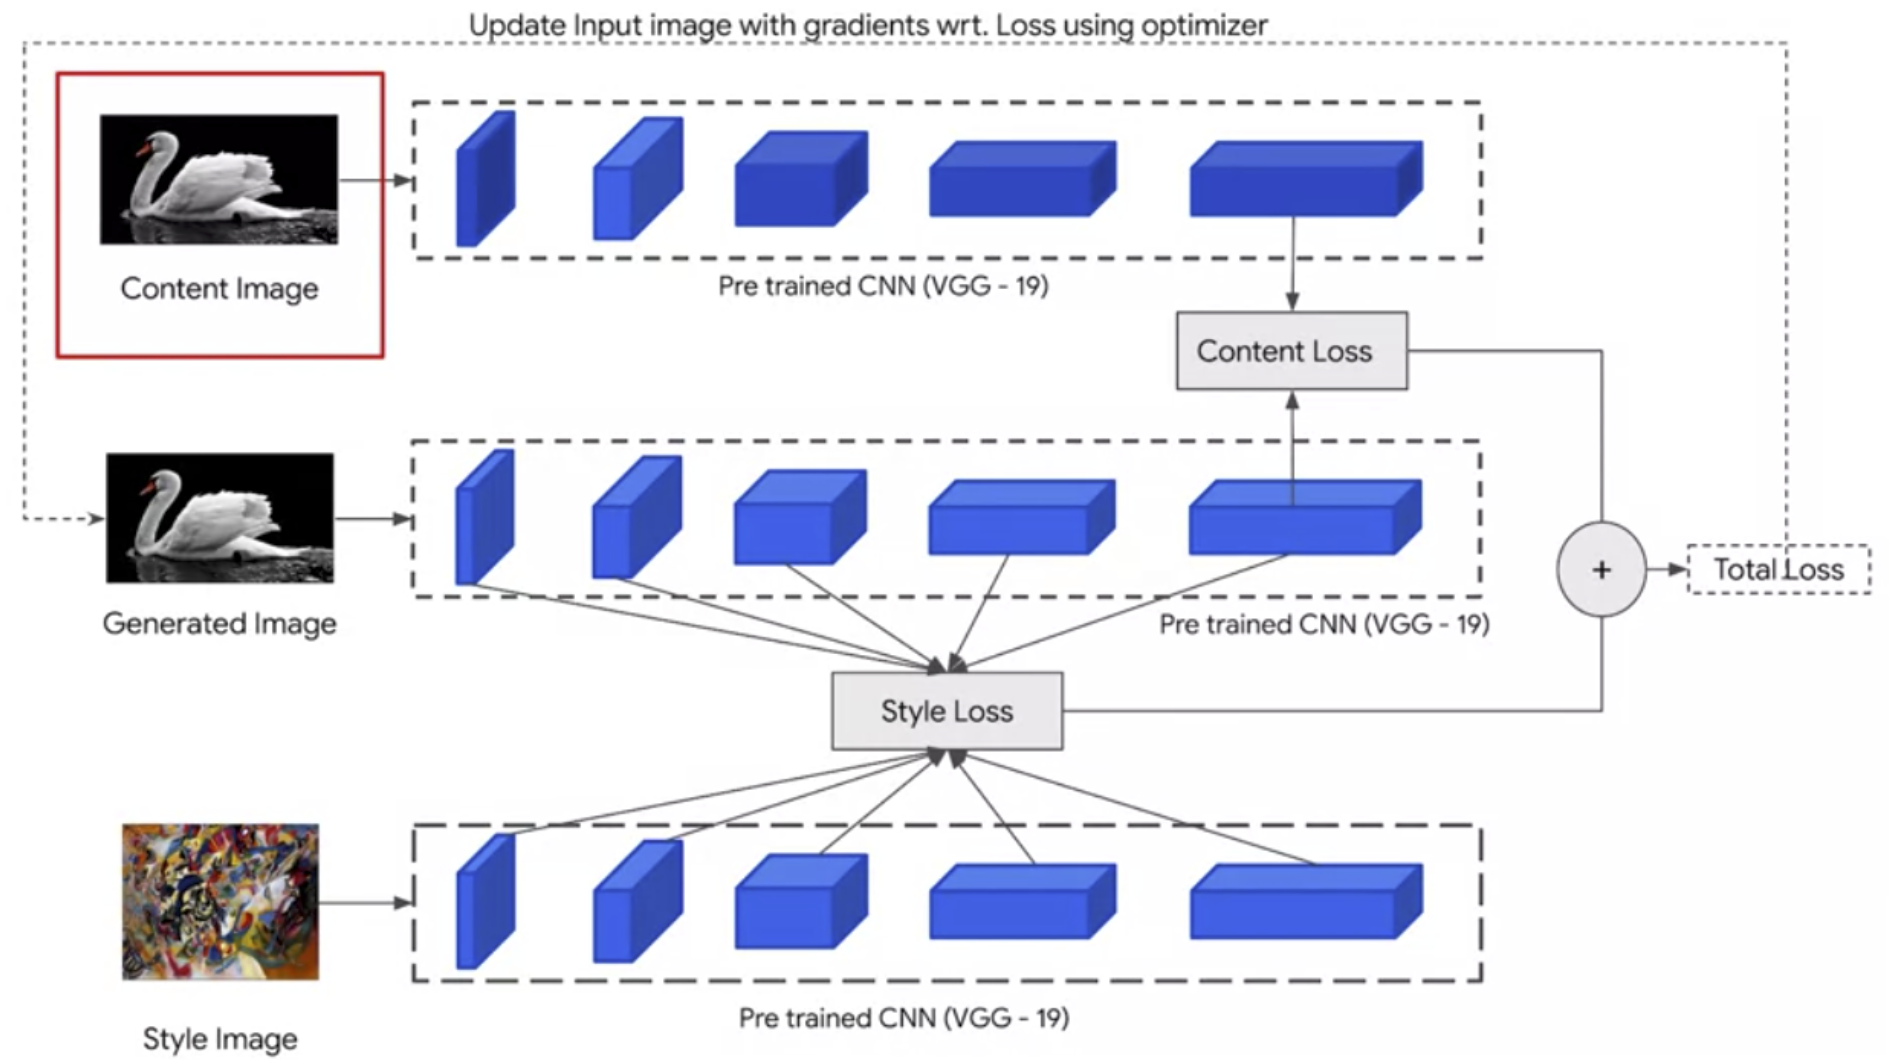 Update Input image with gradients wrt. Loss using optimizer
Content Image
Pre trained CNN (VGG - 19)
Content Loss
Generated Image
Pre trained CNN (VGG - 19)
+
Total Loss
Style Loss
Style Image
Pre trained CNN (VGG - 19)